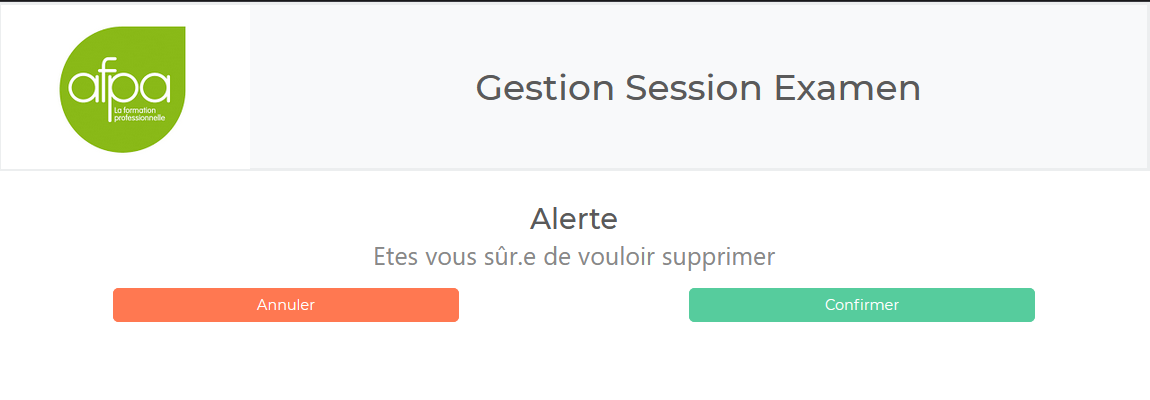 afpa
La formation
professionnelle
Gestion Session Examen
Alerte
Etes vous sûr.e de vouloir supprimer
Annuler
Confirmer